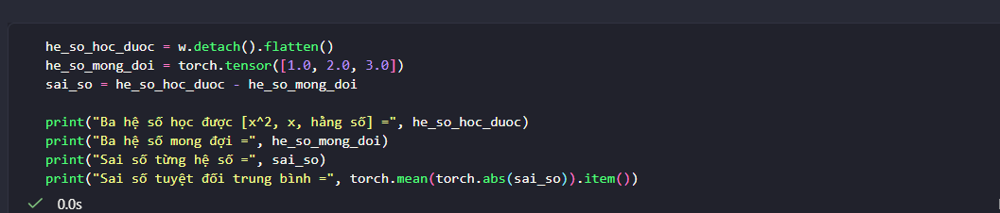 he_so_hoc_duoc = w.detach().flatten()
he_so_mong_doi = torch.tensor([1.0, 2.0, 3.0])
sai_so = he_so_hoc_duoc - he_so_mong_doi
print("Ba hệ số học được [x^2, x, hằng số] =", he_so_hoc_duoc)
print("Ba hệ số mong đợi =", he_so_mong_doi)
print("Sai số từng hệ số =", sai_so)
print("Sai số tuyệt đối trung bình =", torch.mean(torch.abs(sai_so)).item())
0.0s